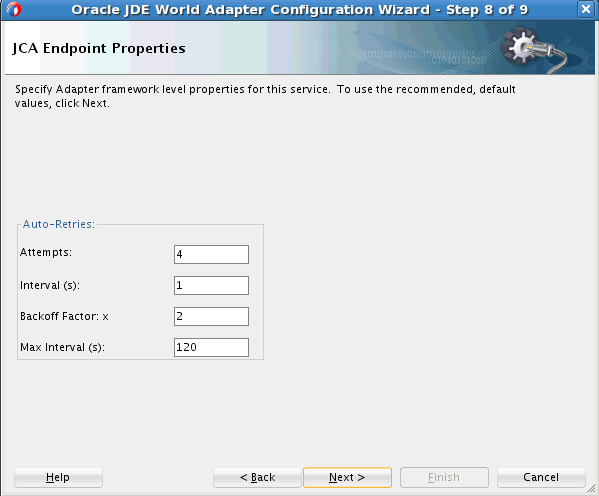 Oracle JDE World Adapter Configuration Wizard - Step 8 of 9
JCA Endpoint Properties
Specify Adapter framework level properties for this service. To use the recommended, default
values, click Next.
Auto-Retries:
Attempts: 4
Interval (s): 1
Backoff Factor: x 2
Max Interval (s): 120
Help < Back Next > Finish Cancel